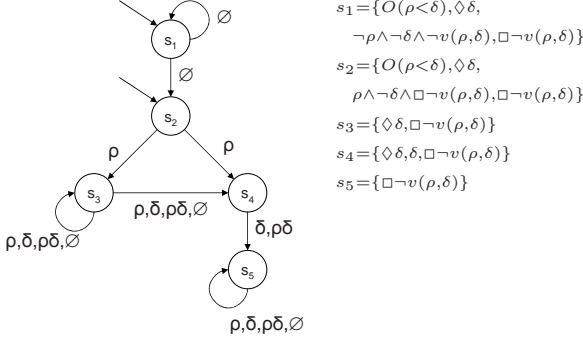 ∅
s₁
∅
s₂
ρ
ρ
s₃
s₄
ρ,δ,ρδ,∅
ρ,δ,ρδ,∅
δ,ρδ
s₅
ρ,δ,ρδ,∅
s₁={O(ρ<δ),◊δ,
¬ρ∧¬δ∧¬v(ρ,δ),□¬v(ρ,δ)}
s₂={O(ρ<δ),◊δ,
ρ∧¬δ∧□¬v(ρ,δ),□¬v(ρ,δ)}
s₃={◊δ,□¬v(ρ,δ)}
s₄={◊δ,δ,□¬v(ρ,δ)}
s₅={□¬v(ρ,δ)}